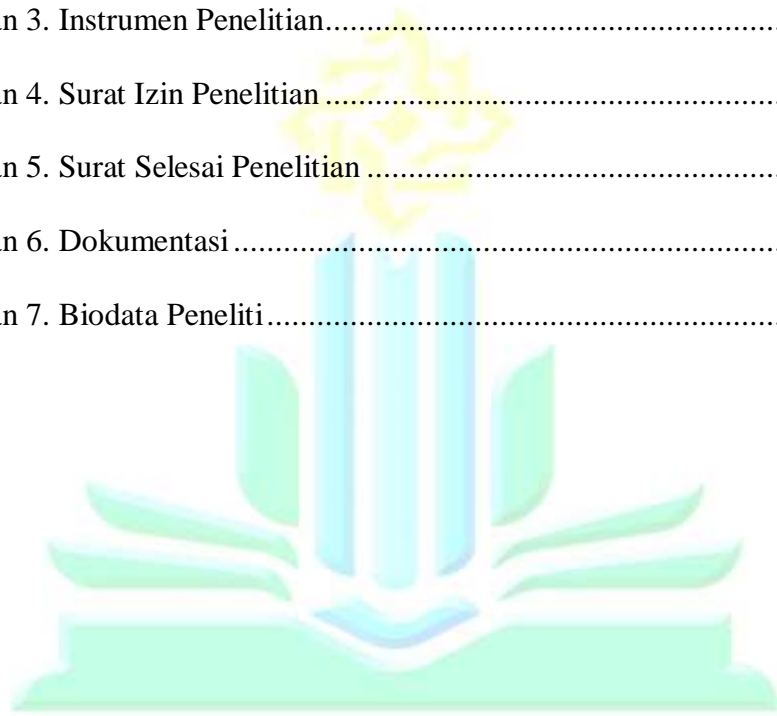 an 3. Instrumen Penelitian..........................................................
an 4. Surat Izin Penelitian..........................................................
an 5. Surat Selesai Penelitian.....................................................
an 6. Dokumentasi.....................................................................
an 7. Biodata Peneliti.................................................................